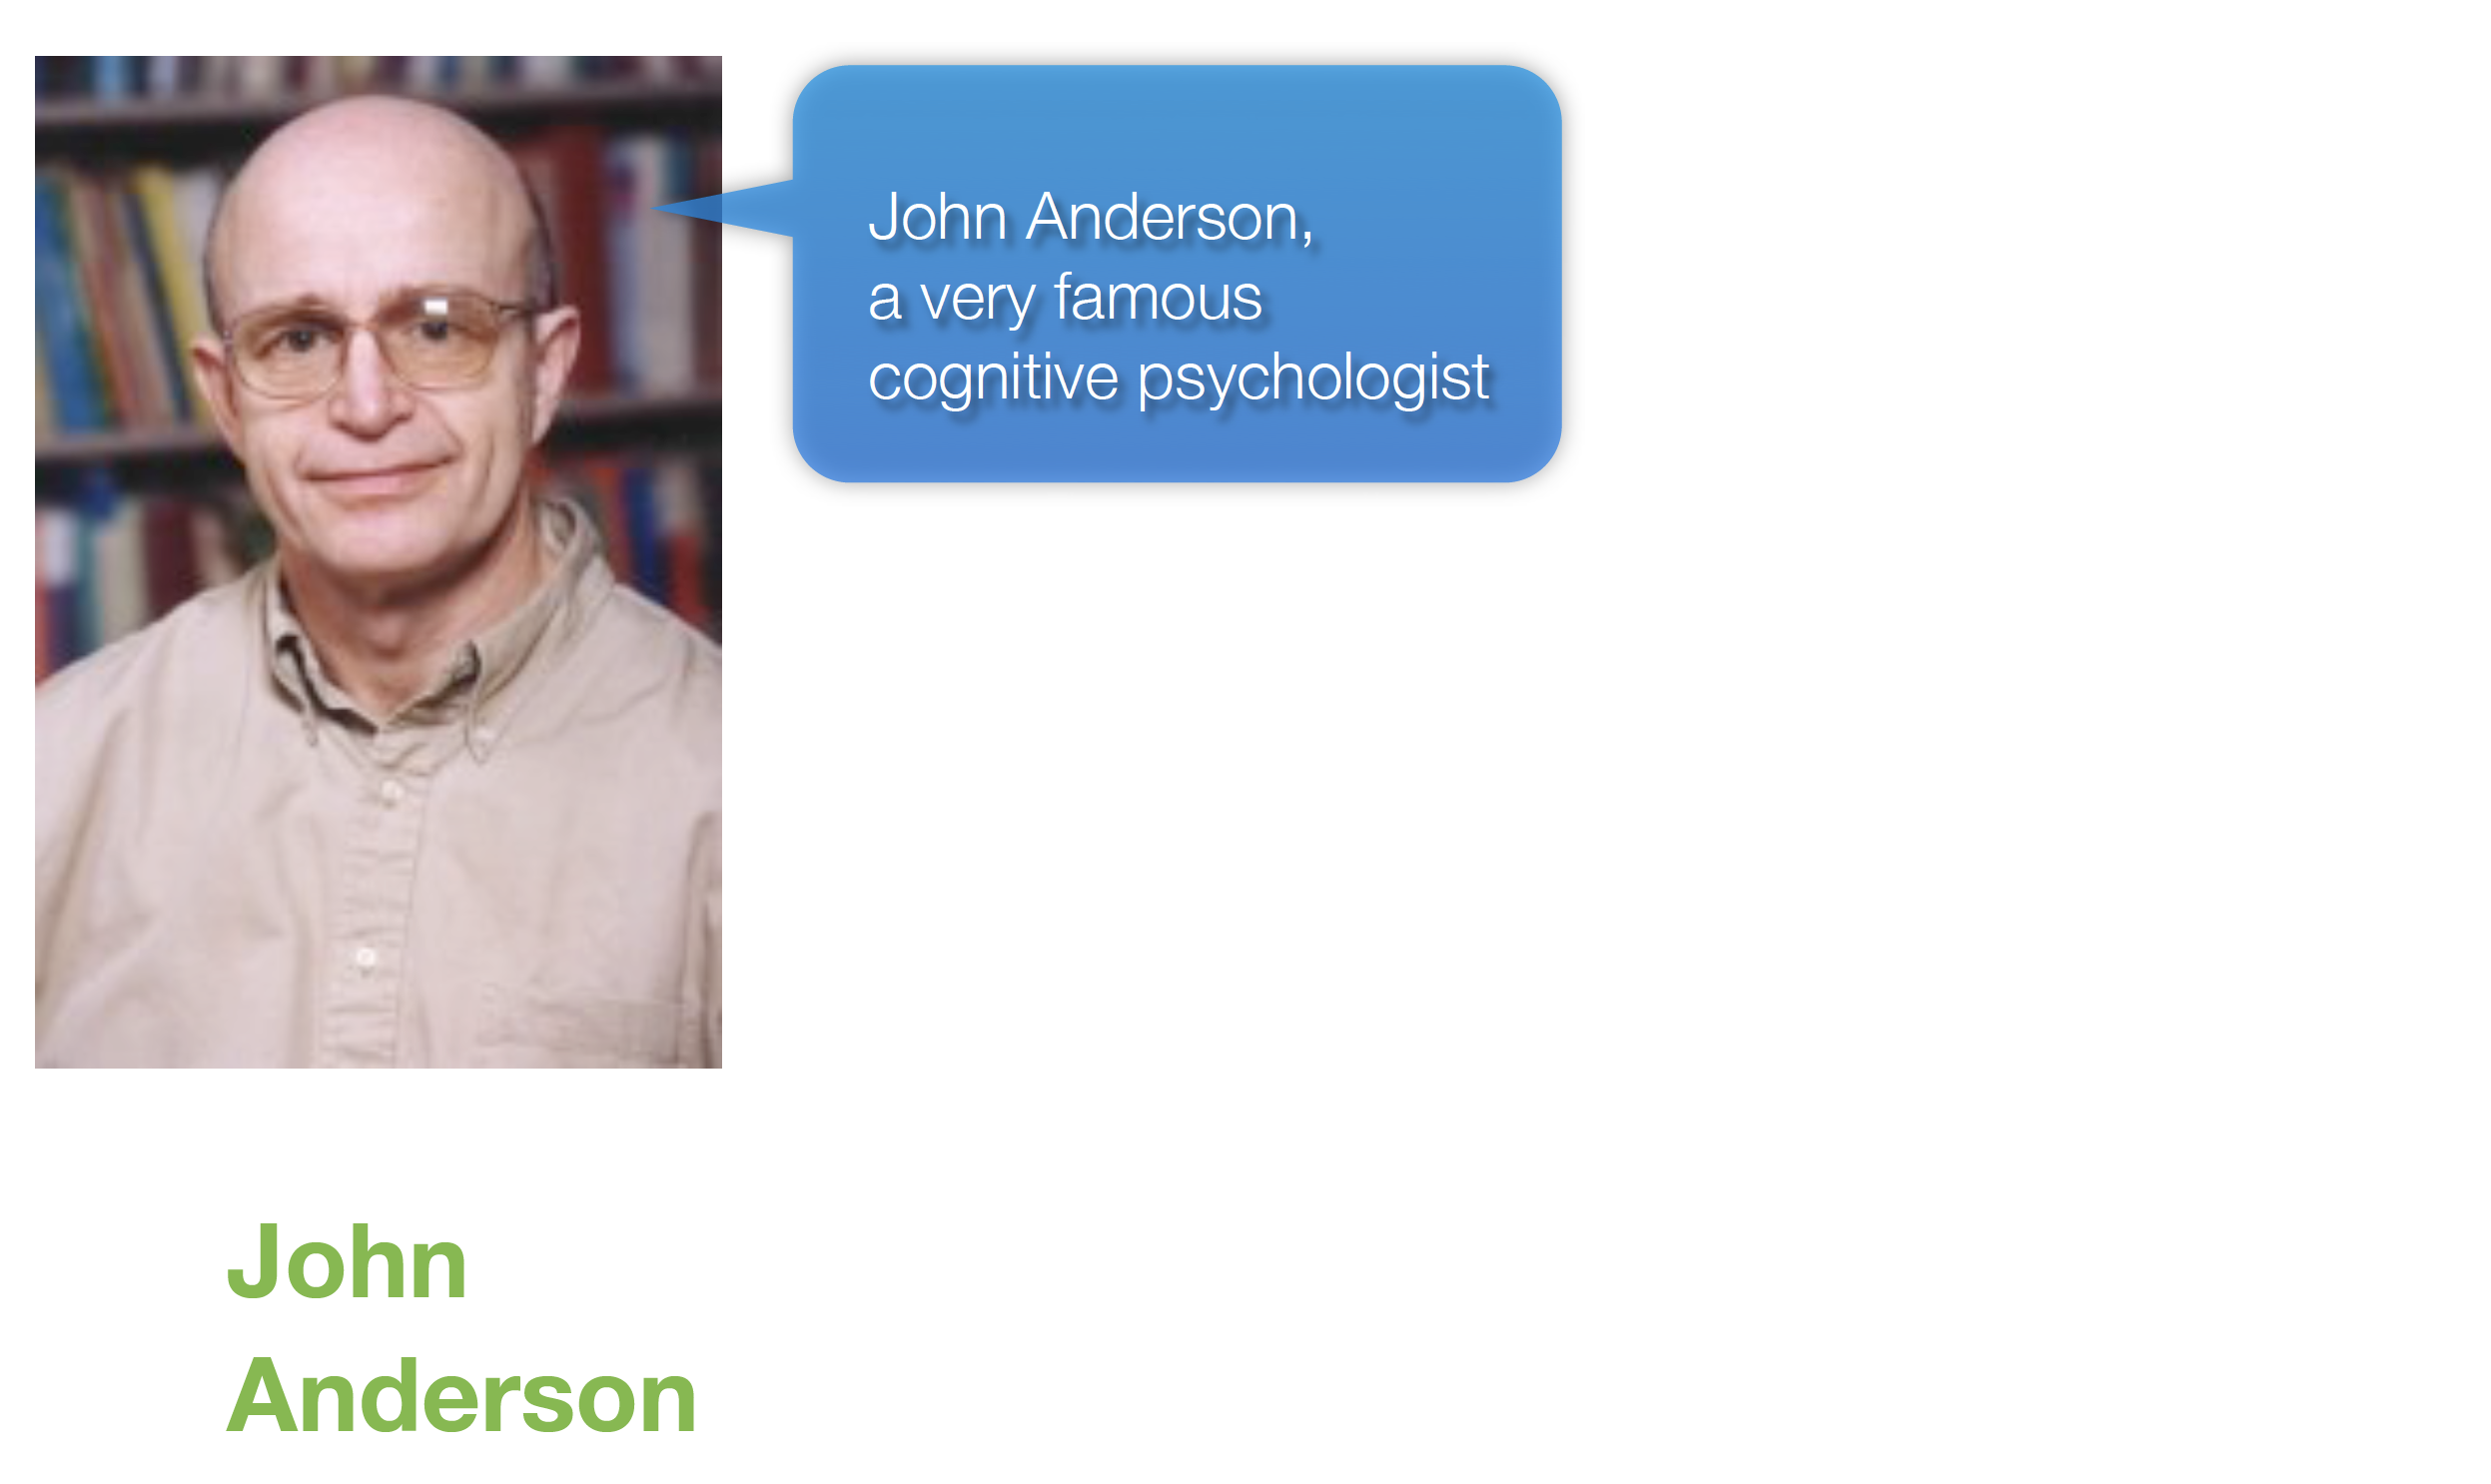 John Anderson,
a very famous
cognitive psychologist
John
Anderson